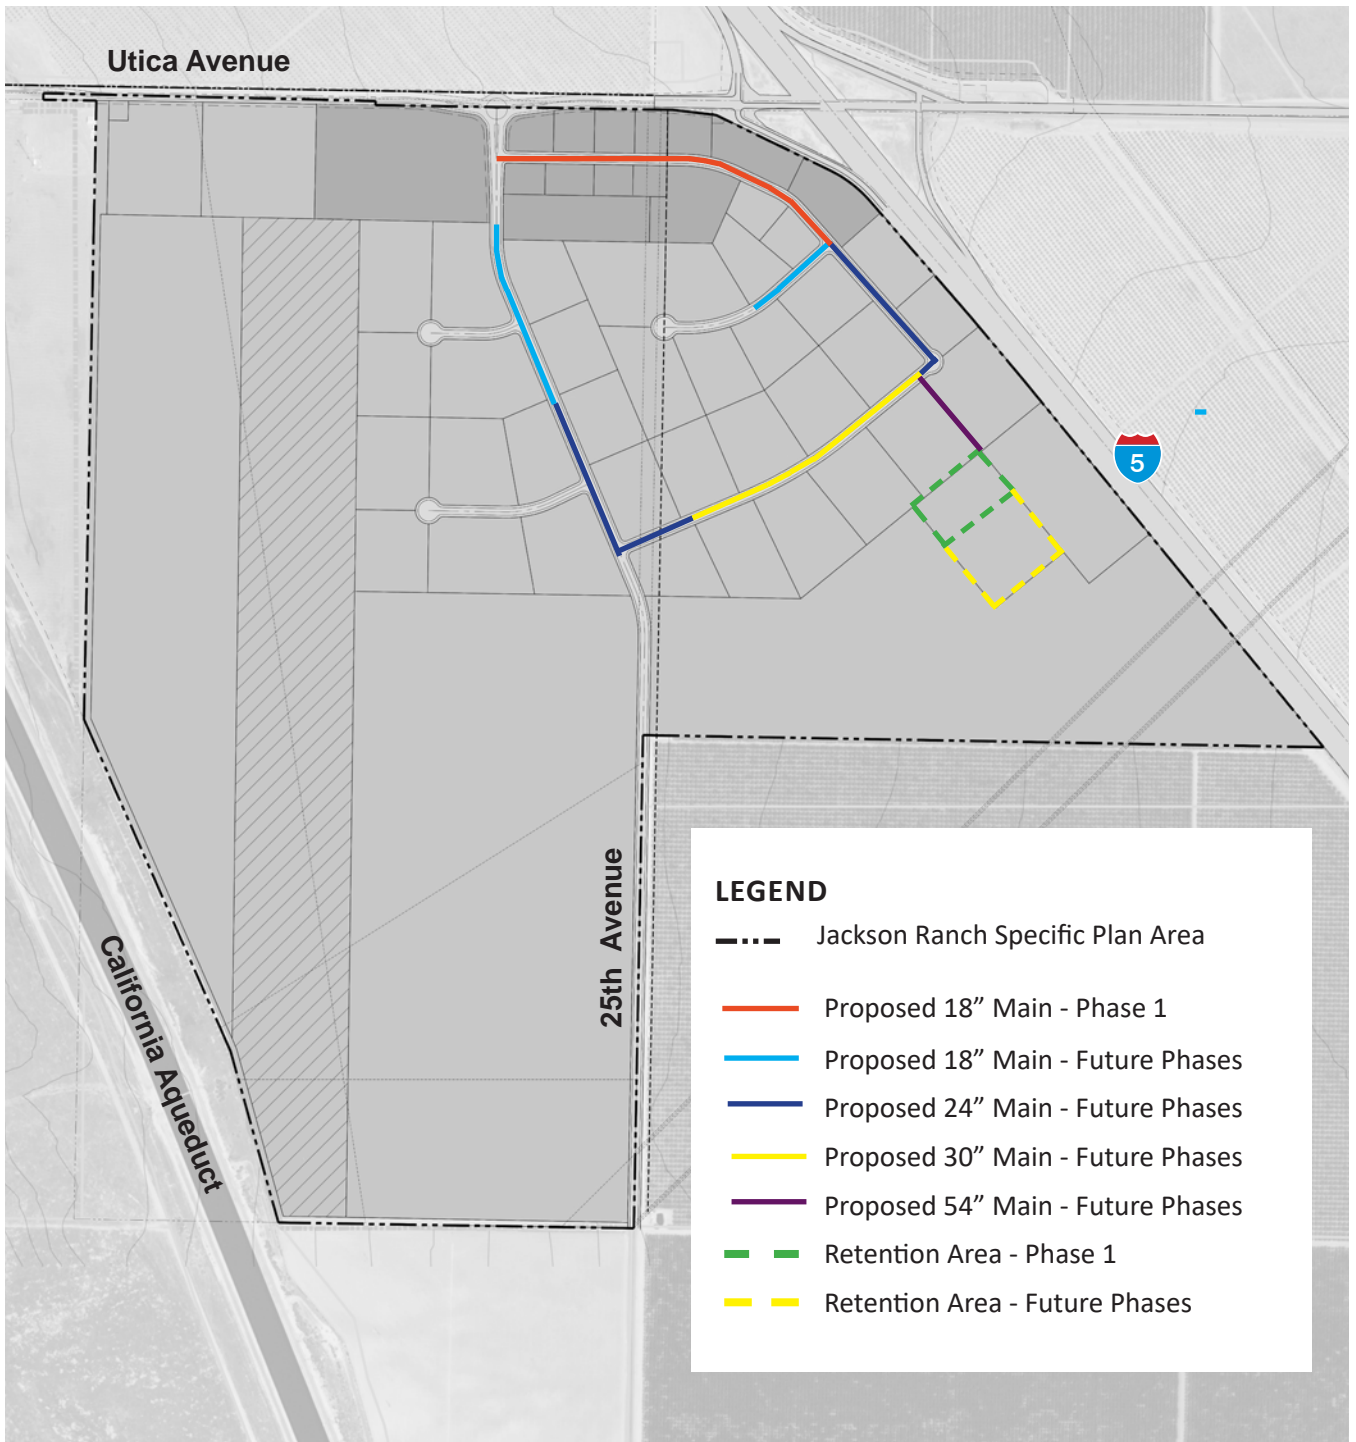 Utica Avenue
5
25th Avenue
California Aqueduct
LEGEND
Jackson Ranch Specific Plan Area
Proposed 18” Main - Phase 1
Proposed 18” Main - Future Phases
Proposed 24” Main - Future Phases
Proposed 30” Main - Future Phases
Proposed 54” Main - Future Phases
Retention Area - Phase 1
Retention Area - Future Phases